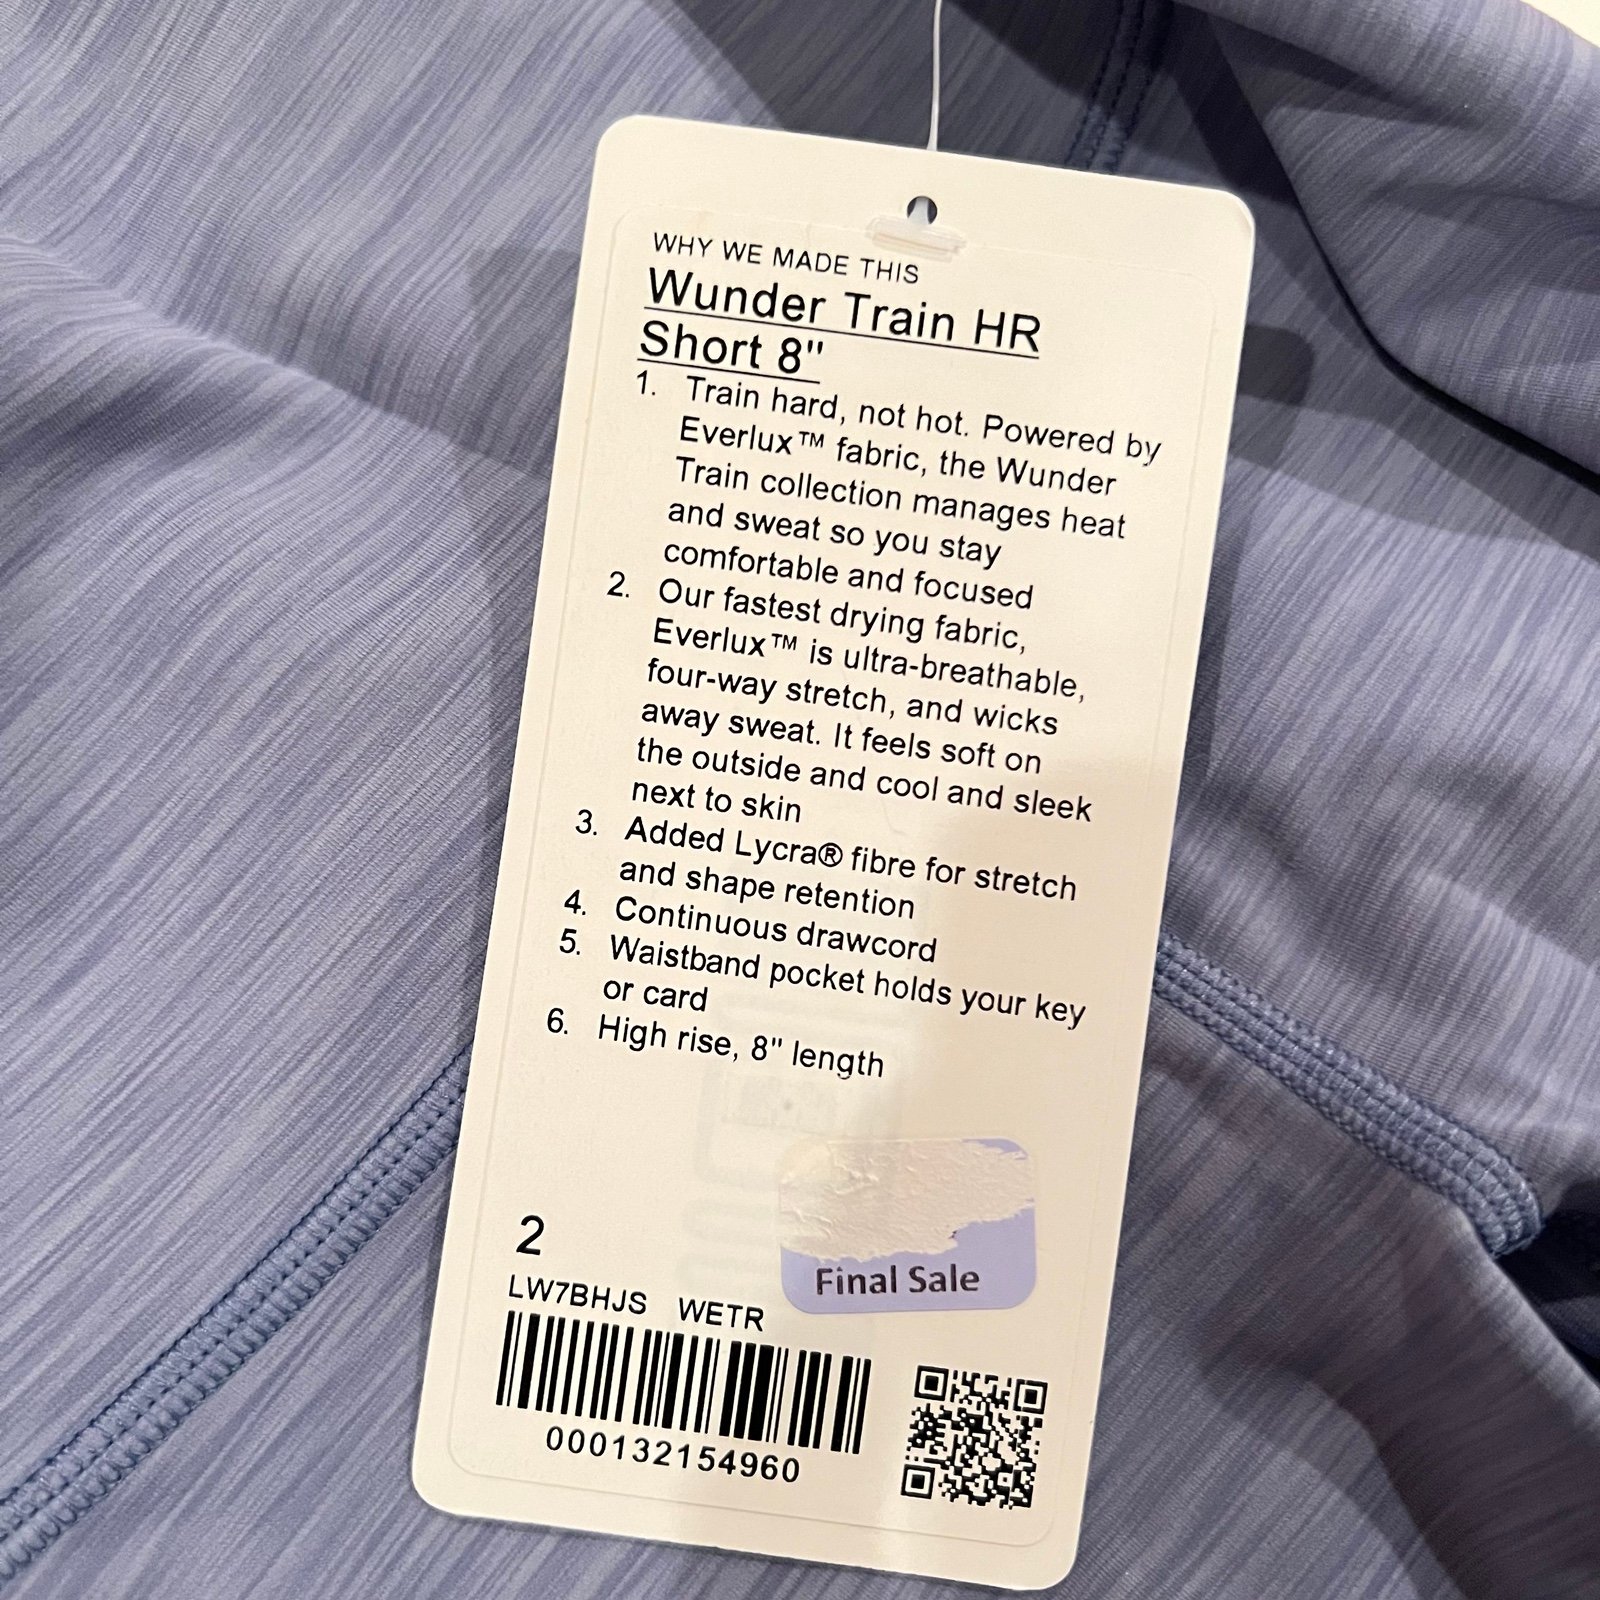 WHY WE MADE THIS
Wunder Train HR
Short 8"
1. Train hard, not hot. Powered by
Everlux™ fabric, the Wunder
Train collection manages heat
and sweat so you stay
comfortable and focused
2. Our fastest drying fabric,
Everlux™ is ultra-breathable,
four-way stretch, and wicks
away sweat. It feels soft on
the outside and cool and sleek
next to skin
3. Added Lycra® fibre for stretch
and shape retention
4. Continuous drawcord
5. Waistband pocket holds your key
or card
6. High rise, 8" length
Final Sale
2
LW7BHJS WETR
000132154960